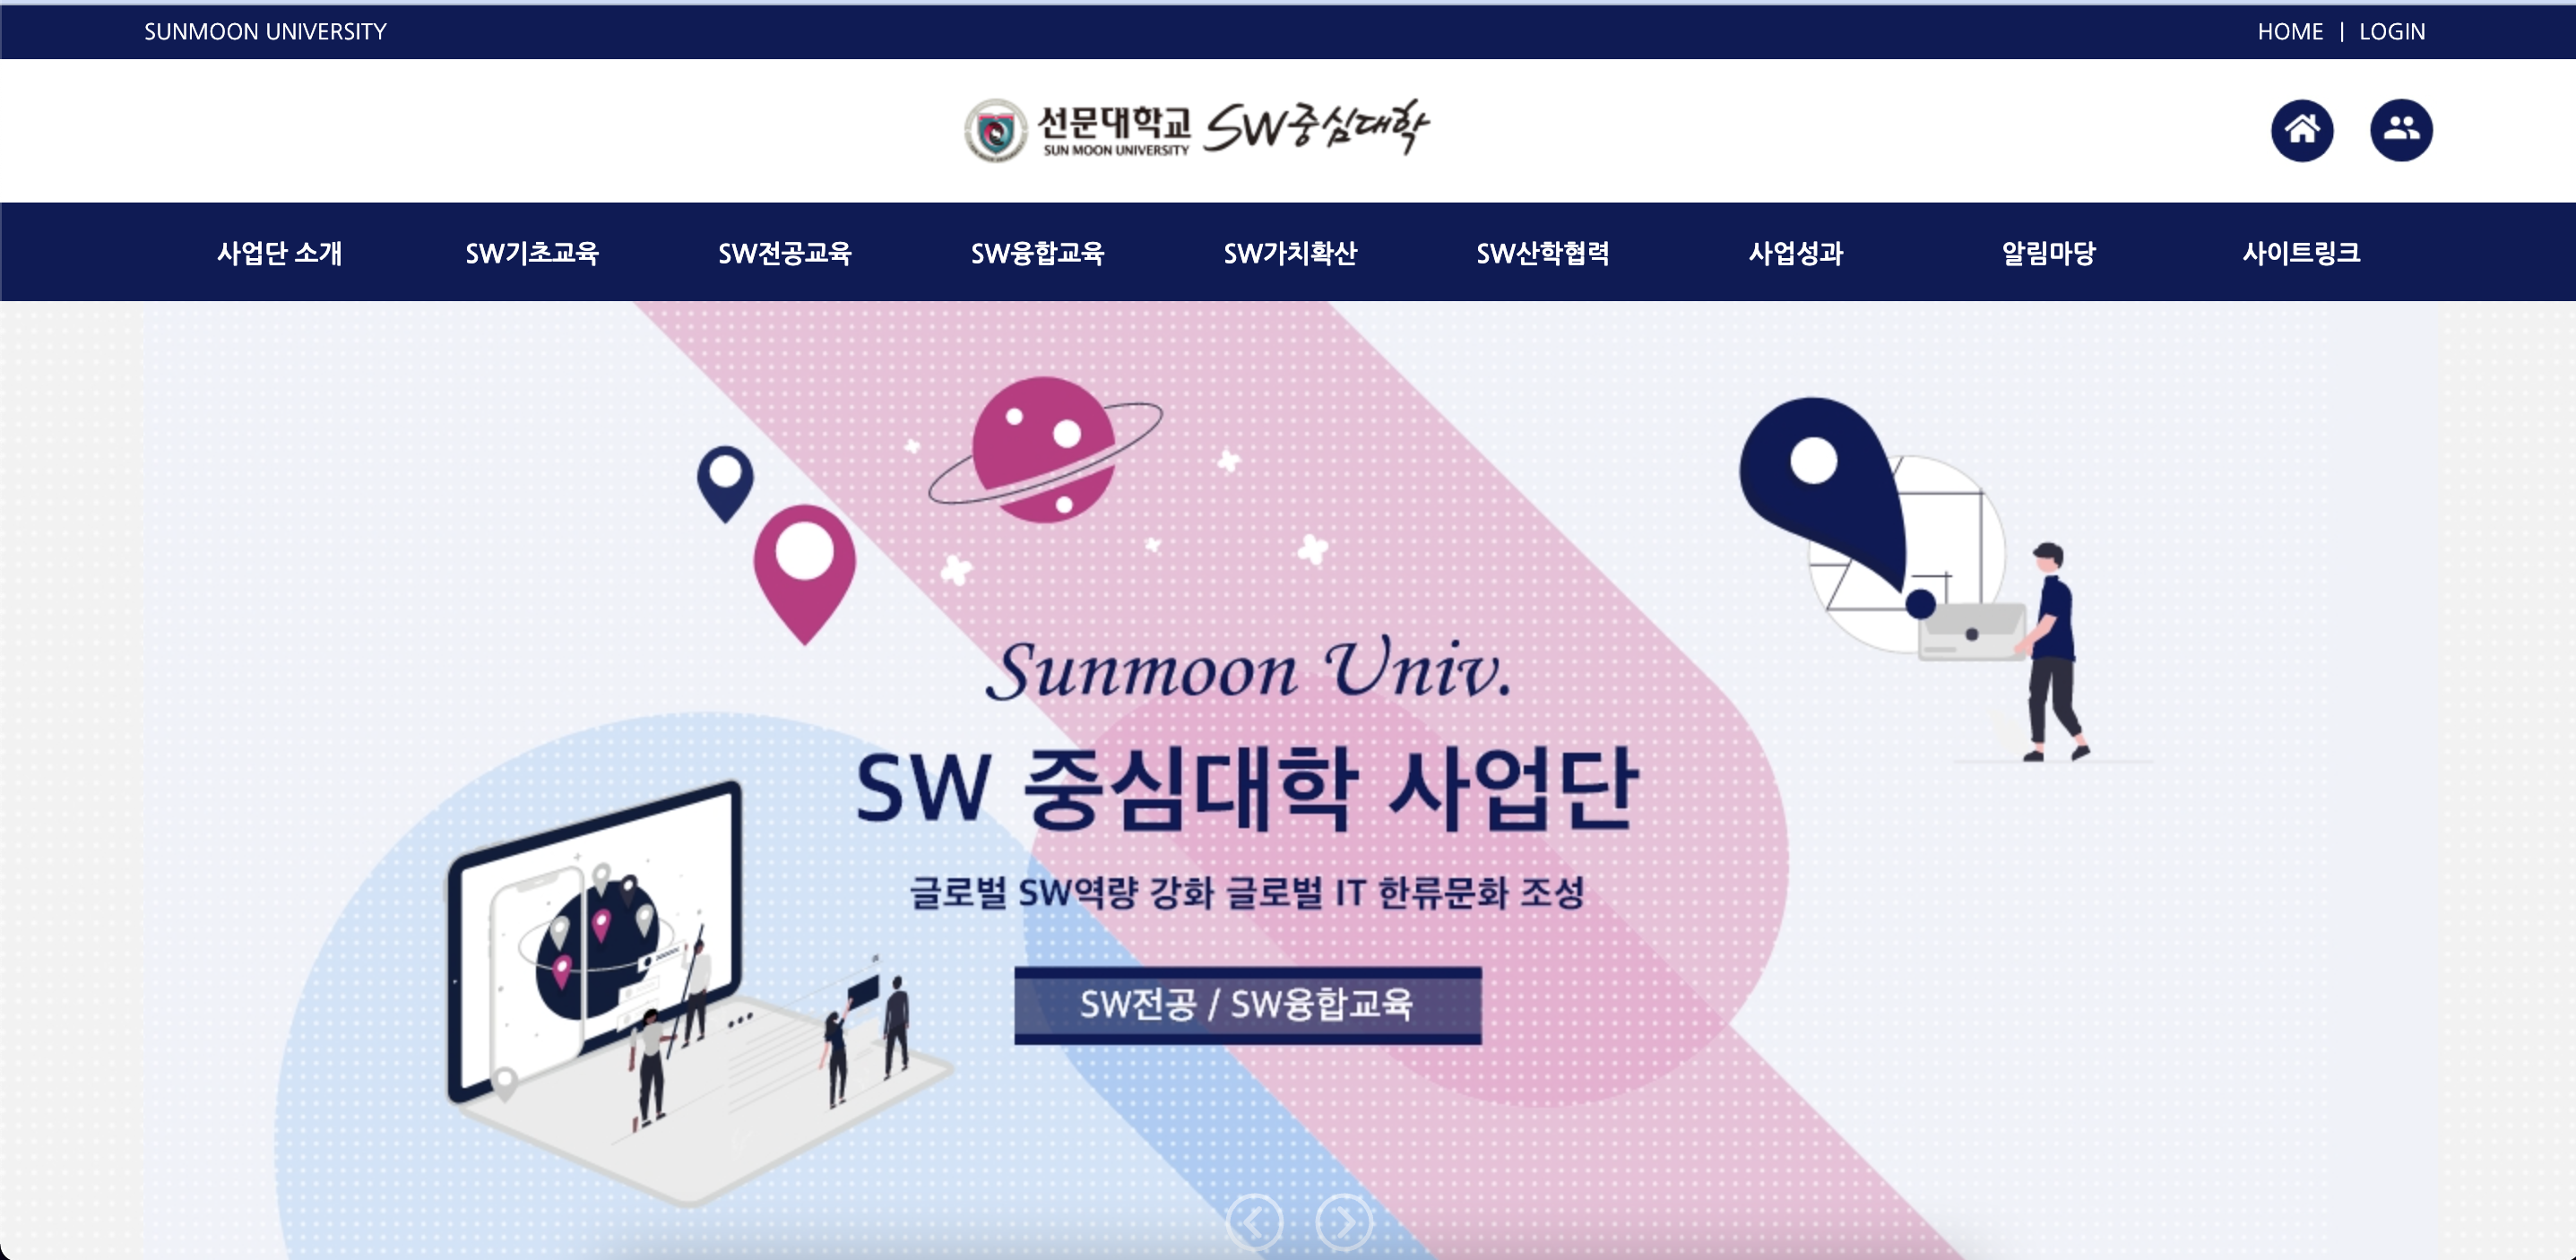 SUNMOON UNIVERSITY
HOME | LOGIN
선문대학교 SW중심대학
SUN MOON UNIVERSITY
사업단 소개 SW기초교육 SW전공교육 SW융합교육 SW가치확산 SW산학협력 사업성과 알림마당 사이트링크
Sunmoon Univ.
SW 중심대학 사업단
글로벌 SW역량 강화 글로벌 IT 한류문화 조성
SW전공 / SW융합교육